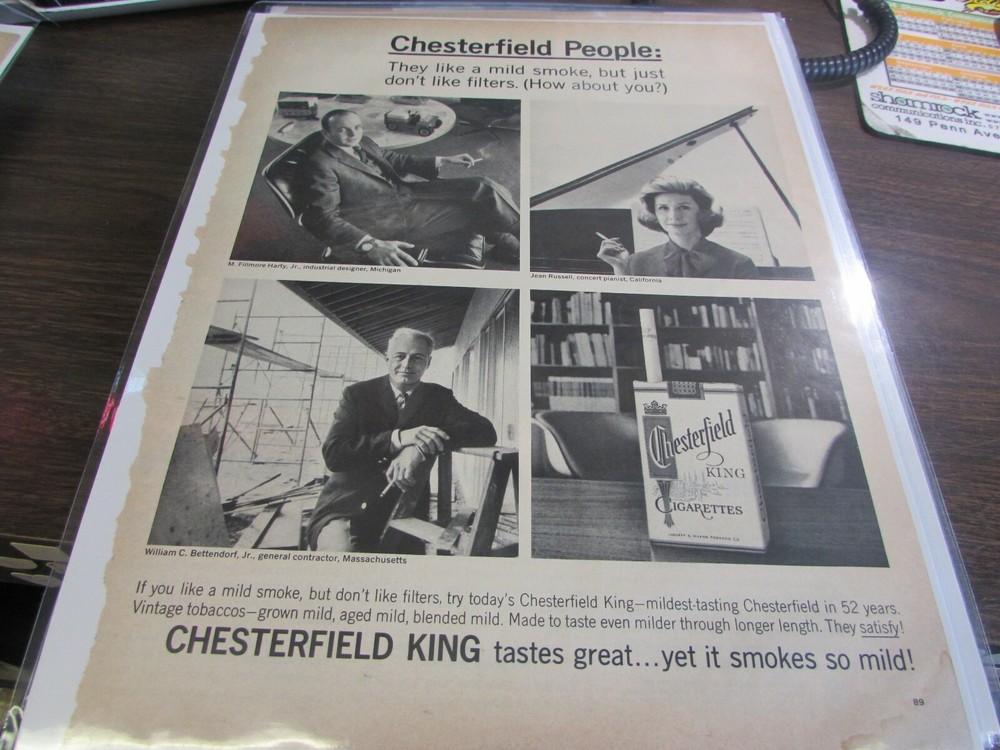 Chesterfield People:
They like a mild smoke, but just
don't like filters. (How about you?)
M. Fillmore Harty, Jr., industrial designer, Michigan
Jean Russell, concert pianist, California
Chesterfield
KING
CIGARETTES
LIGGETT & MYERS TOBACCO CO.
William C. Bettendorf, Jr., general contractor, Massachusetts
If you like a mild smoke, but don't like filters, try today's Chesterfield King—mildest-tasting Chesterfield in 52 years.
Vintage tobaccos—grown mild, aged mild, blended mild. Made to taste even milder through longer length. They satisfy!
CHESTERFIELD KING tastes great...yet it smokes so mild!
89
shamrock
communications inc.
149 Penn Ave